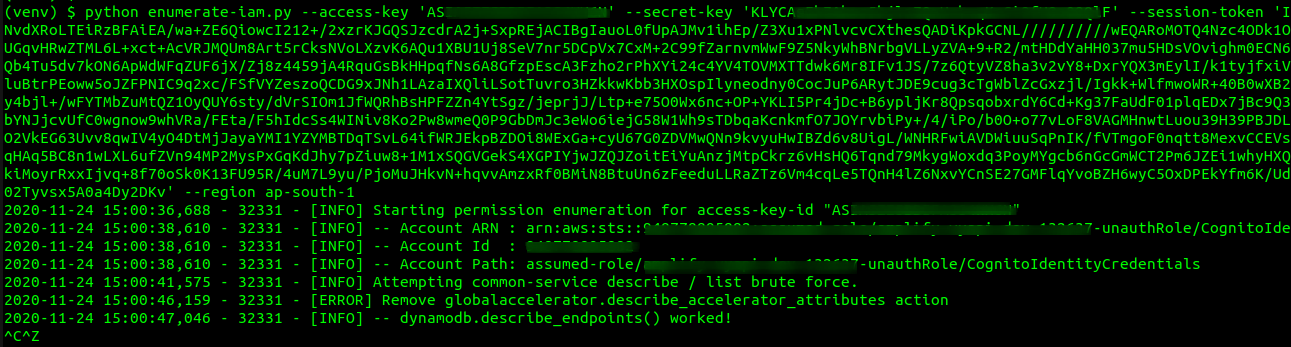 (venv) $ python enumerate-iam.py --access-key 'AS --secret-key 'KLYCA --session-token 'I
NvdXRoLTEiRzBFAiEA/wa+ZE6QiowcI212+/2xzrKJGQSJzcdrA2j+SxpREjACIBgIauoL0fUpAJMv1ihEp/Z3Xu1xPNlvcvCXthesQADiKpkGCNL//////////wEQARoMOTQ4Nzc4ODk1O
UGqvHRwZTML6L+xct+AcVRJMQUm8Art5rCksNVoLXzvK6AQu1XBU1Uj8SeV7nr5DCpVx7CxM+2C99fZarnvmWwF9Z5NkyWhBNrbgVLLyZVA+9+R2/mtHDdYaHH037mu5HDsVOvighm0ECN6
Qb4Tu5dv7kON6ApWdWFqZUF6jX/Zj8z4459jA4RquGsBkHHpqfNs6A8GfzpEscA3Fzho2rPhXYi24c4YV4TOVMXTTdwk6Mr8IFv1JS/7z6QtyVZ8ha3v2vY8+DxrYQX3mEylI/k1tyjfxiV
luBtrPEoww5oJZFPNIC9q2xc/FSfVYZeszoQCDG9xJNh1LAzaIXQliLSotTuvro3HZkkwKbb3HXOspIlyneodny0CocJuP6ARytJDE9cug3cTgWblZcGxzjl/Igkk+WlfmwoWR+40B0wXB2
y4bjl+/wFYTMbZuMtQZ1OyQUY6sty/dVrSIOm1JfWQRhBsHPFZZn4YtSgz/jeprjJ/Ltp+e75O0Wx6nc+OP+YKLI5Pr4jDc+B6ypljKr8QpsqobxrdY6Cd+Kg37FaUdF01plqEDx7jBc9Q3
bYNJjcvUfC0wgnow9whVRa/FEta/F5hIdcSs4WINiv8Ko2Pw8wmeQ0P9GbDmJc3eWo6iejG58W1Wh9sTDbqaKcnkmfO7JOYrvbiPy+/4/iPo/b0O+o77vLoF8VAGMHnwtLuou39H39PBJDL
O2VkEG63Uvv8qwIV4yO4DtMjJayaYMI1YZYMBTDqTSvL64ifWRJEkpBZDOi8WExGa+cyU67G0ZDVMwQNn9kvyuHwIBZd6v8UigL/WNHRFwiAVDWiuuSqPnIK/fVTmgoF0nqtt8MexvCCEVs
qHAq5BC8n1wLXL6ufZVn94MP2MysPxGqKdJhy7pZiuw8+1M1xSQGVGekS4XGPIYjwJZQJZoitEiYuAnzjMtpCkrz6vHsHQ6Tqnd79MkygWoxdq3PoyMYgcb6nGcGmWCT2Pm6JZEi1whyHXQ
kiMoyrRxxIjvq+8f70oSk0K13FU95R/4uM7L9yu/PjoMuJHkvN+hqvvAmzxRf0BMiN8BtuUn6zFeeduLLRaZTz6Vm4cqLe5TQnH4lZ6NxvYCnSE27GMFlqYvoBZH6wyC5OxDPEkYfm6K/Ud
02Tyvsx5A0a4Dy2DKv' --region ap-south-1
2020-11-24 15:00:36,688 - 32331 - [INFO] Starting permission enumeration for access-key-id "AS
2020-11-24 15:00:38,610 - 32331 - [INFO] -- Account ARN : arn:aws:sts:: -unauthRole/CognitoIde
2020-11-24 15:00:38,610 - 32331 - [INFO] -- Account Id  :
2020-11-24 15:00:38,610 - 32331 - [INFO] -- Account Path: assumed-role/ -unauthRole/CognitoIdentityCredentials
2020-11-24 15:00:41,575 - 32331 - [INFO] Attempting common-service describe / list brute force.
2020-11-24 15:00:46,159 - 32331 - [ERROR] Remove globalaccelerator.describe_accelerator_attributes action
2020-11-24 15:00:47,046 - 32331 - [INFO] -- dynamodb.describe_endpoints() worked!
^C^Z